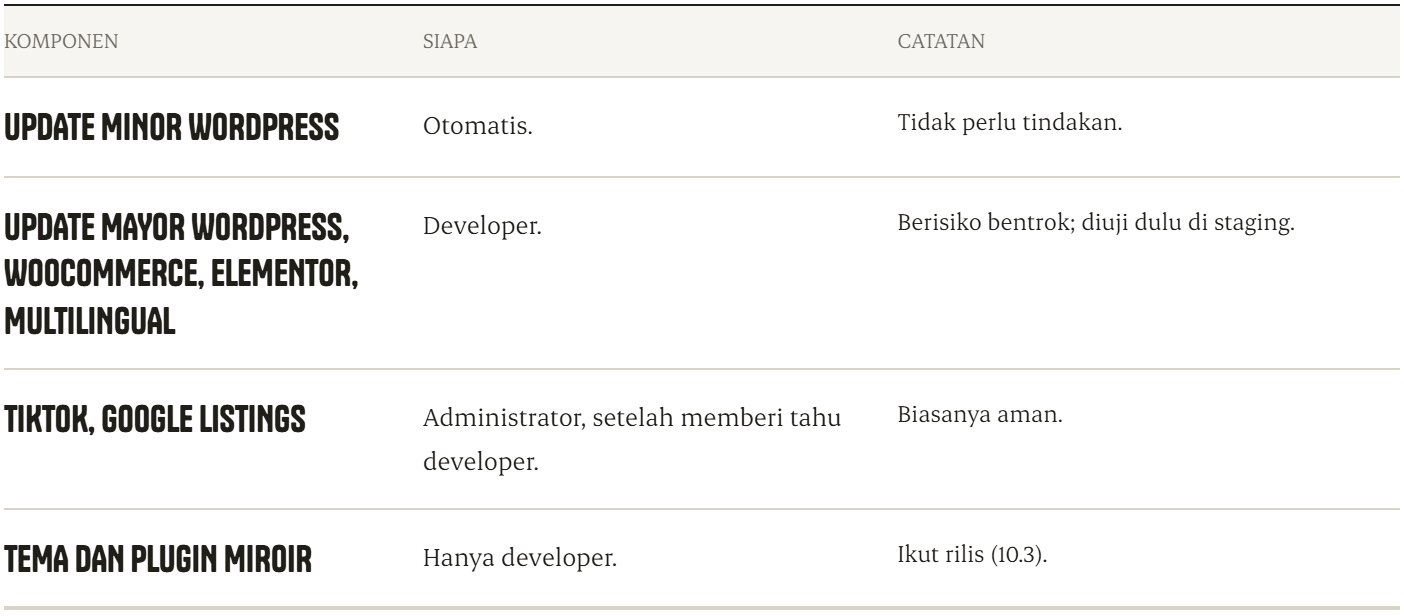 KOMPONEN SIAPA CATATAN
UPDATE MINOR WORDPRESS Otomatis. Tidak perlu tindakan.
UPDATE MAYOR WORDPRESS, Developer. Berisiko bentrok; diuji dulu di staging.
WOOCOMMERCE, ELEMENTOR,
MULTILINGUAL
TIKTOK, GOOGLE LISTINGS Administrator, setelah memberi tahu Biasanya aman.
developer.
TEMA DAN PLUGIN MIROIR Hanya developer. Ikut rilis (10.3).